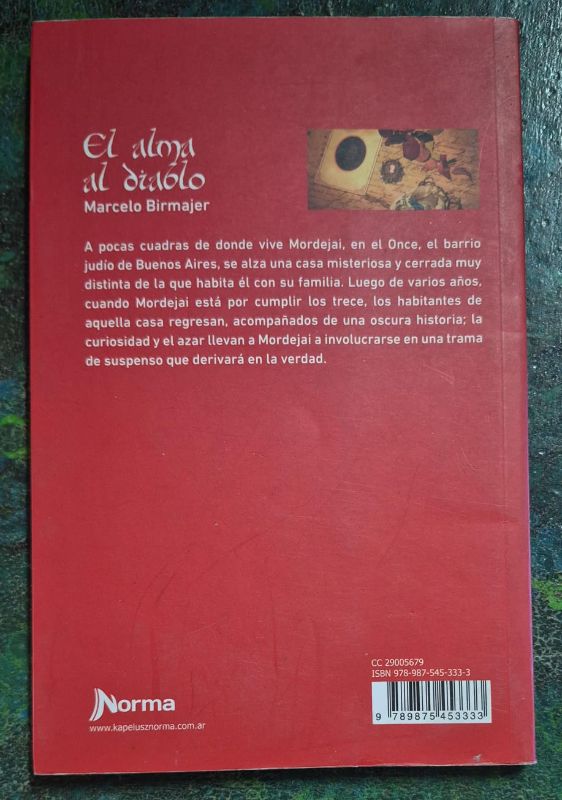 El alma
al diablo
Marcelo Birmajer
A pocas cuadras de donde vive Mordejai, en el Once, el barrio
judío de Buenos Aires, se alza una casa misteriosa y cerrada muy
distinta de la que habita él con su familia. Luego de varios años,
cuando Mordejai está por cumplir los trece, los habitantes de
aquella casa regresan, acompañados de una oscura historia; la
curiosidad y el azar llevan a Mordejai a involucrarse en una trama
de suspenso que derivará en la verdad.
CC 29005679
ISBN 978-987-545-333-3
9 789875 453333
Norma
www.kapelusznorma.com.ar